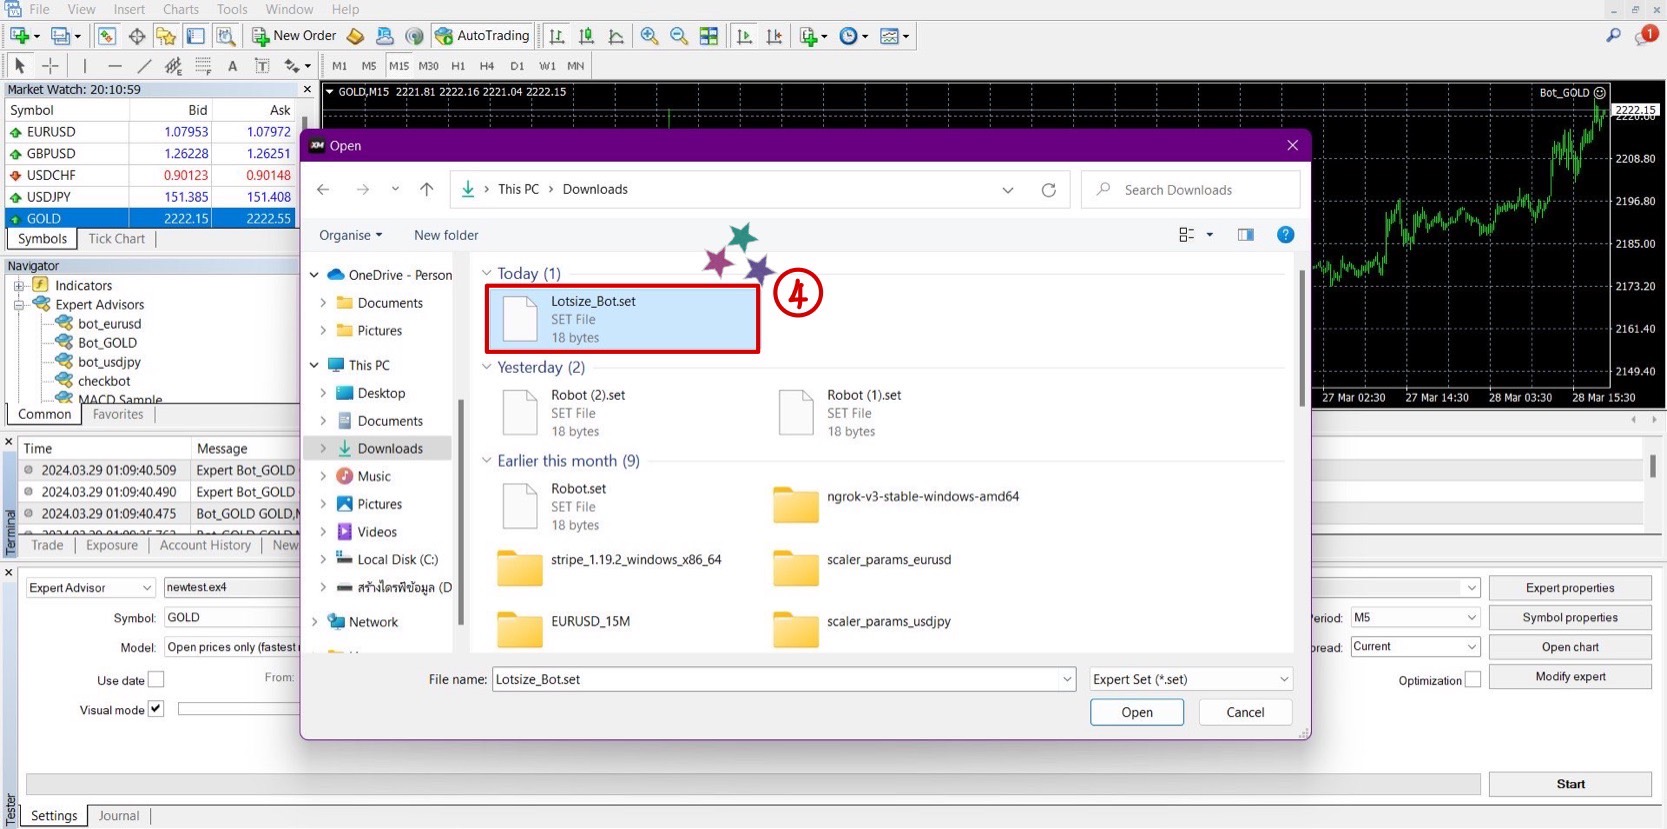 File View Insert Charts Tools Window Help
New Order AutoTrading 1
A T M1 M5 M15 M30 H1 H4 D1 W1 MN
Market Watch: 20:10:59
Symbol Bid Ask
EURUSD 1.07953 1.07972
GBPUSD 1.26228 1.26251
USDCHF 0.90123 0.90148
USDJPY 151.385 151.408
GOLD 2222.15 2222.55
Symbols Tick Chart
Navigator
Indicators
Expert Advisors
bot_eurusd
Bot_GOLD
bot_usdjpy
checkbot
MACD Sample
Common Favorites
GOLD,M15 2221.81 2222.16 2221.04 2222.15
Bot_GOLD
2222.15
2220.60
2208.80
2196.80
2185.00
2173.20
2161.40
2149.40
27 Mar 02:30 27 Mar 14:30 28 Mar 03:30 28 Mar 15:30
XM Open
This PC Downloads
Search Downloads
Organise New folder
OneDrive - Person
Documents
Pictures
This PC
Desktop
Documents
Downloads
Music
Pictures
Videos
Local Disk (C:)
สร้างไดรฟ์ข้อมูล (D
Network
Today (1)
Lotsize_Bot.set
SET File
18 bytes
4
Yesterday (2)
Robot (2).set
SET File
18 bytes
Robot (1).set
SET File
18 bytes
Earlier this month (9)
Robot.set
SET File
18 bytes
ngrok-v3-stable-windows-amd64
stripe_1.19.2_windows_x86_64
scaler_params_eurusd
EURUSD_15M
scaler_params_usdjpy
File name: Lotsize_Bot.set Expert Set (*.set)
Open Cancel
Time Message
2024.03.29 01:09:40.509 Expert Bot_GOLD
2024.03.29 01:09:40.490 Expert Bot_GOLD
2024.03.29 01:09:40.475 Bot_GOLD GOLD,M
Trade Exposure Account History New
Terminal
Expert Advisor newtest.ex4 Expert properties
Symbol: GOLD eriod: M5 Symbol properties
Model: Open prices only (fastest read: Current Open chart
Use date From: Optimization Modify expert
Visual mode
Start
Settings Journal
Tester